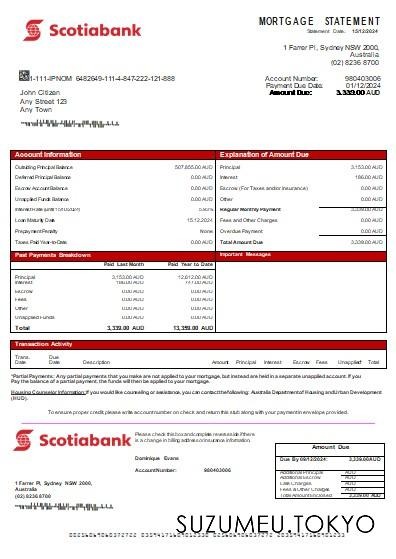 Scotiabank
MORTGAGE STATEMENT
Statement Date: 15/12/2024
1 Farrer Pl, Sydney NSW 2000,
Australia
(02) 8236 8700
1-111-IPNOM 6482649-111-4-847-222-121-888
John Citizen
Any Street 123
Any Town
Account Number: 980403006
Payment Due Date: 01/12/2024
Amount Due: 3,339.00 AUD
Account Information
Outstanding Principal Balance 507,855.00 AUD
Deferred Principal Balance 0.00 AUD
Escrow Account Balance 0.00 AUD
Unapplied Funds Balance 0.00 AUD
Interest Rate (until 15/10/2024)
Loan Maturity Date 15.12.2024
Prepayment Penalty None
Taxes Paid Year-to-Date 0.00 AUD
Explanation of Amount Due
Principal 3,153.00 AUD
Interest 186.00 AUD
Escrow (For Taxes and/or Insurance) 0.00 AUD
Other 0.00 AUD
Regular Monthly Payment 3,339.00 AUD
Fees and Other Charges 0.00 AUD
Overdue Payment 0.00 AUD
Total Amount Due 3,339.00 AUD
Past Payments Breakdown
Paid Last Month Paid Year to Date
Principal 3,153.00 AUD 12,612.00 AUD
Interest 186.00 AUD
Escrow 0.00 AUD 0.00 AUD
Fees 0.00 AUD 0.00 AUD
Other 0.00 AUD 0.00 AUD
Unapplied Funds 0.00 AUD 0.00 AUD
Total 3,339.00 AUD 13,359.00 AUD
Important Messages
Transaction Activity
Trans. Date Due Date Description Amount Principal Interest Escrow Fees Unapplied* Total
*Partial Payments: Any partial payments that you make are not applied to your mortgage, but instead are held in a separate unapplied account. If you
Pay the balance of a partial payment, the funds will then be applied to your mortgage.
Housing Counselor Information: If you would like counseling or assistance, you can contact the following: Australia Department of Housing and Urban Development
(HUD).
To ensure proper credit, please write account number on check and return this stub along with your payment in envelope provided.
Scotiabank
Please check this box and complete reverse side if there
is a change in billing address or insurance information.
Dominique Evans
Account Number: 980403006
1 Farrer Pl, Sydney NSW 2000,
Australia
(02) 8236 8700
Amount Due
Due By 09/12/2024: 3,339.00 AUD
Additional Principal AUD
Additional Escrow AUD
Late Charges AUD
Fees & Other Charges AUD
Total Amount Enclosed 3,339.00 AUD
SUZUMEU.TOKYO